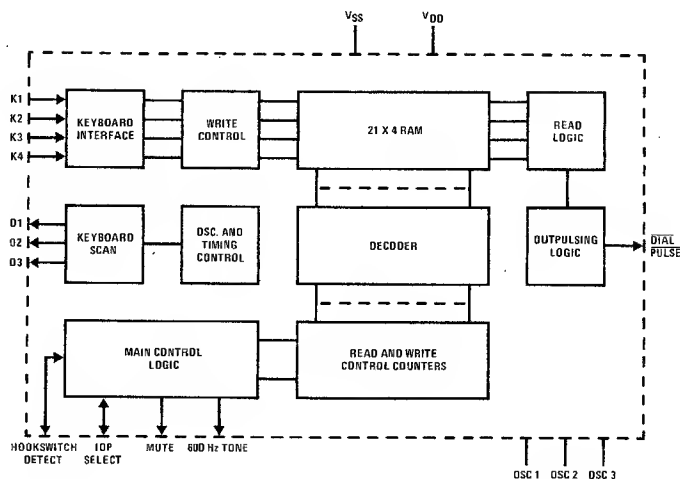 VSS
VDD
K1
K2
K3
K4
KEYBOARD
INTERFACE
WRITE
CONTROL
21 X 4 RAM
READ
LOGIC
D1
D2
D3
KEYBOARD
SCAN
OSC. AND
TIMING
CONTROL
DECODER
OUTPULSING
LOGIC
DIAL
PULSE
MAIN CONTROL
LOGIC
READ AND WRITE
CONTROL COUNTERS
HOOKSWITCH
DETECT
IDP
SELECT
MUTE
600 Hz TONE
OSC 1
OSC 2
OSC 3